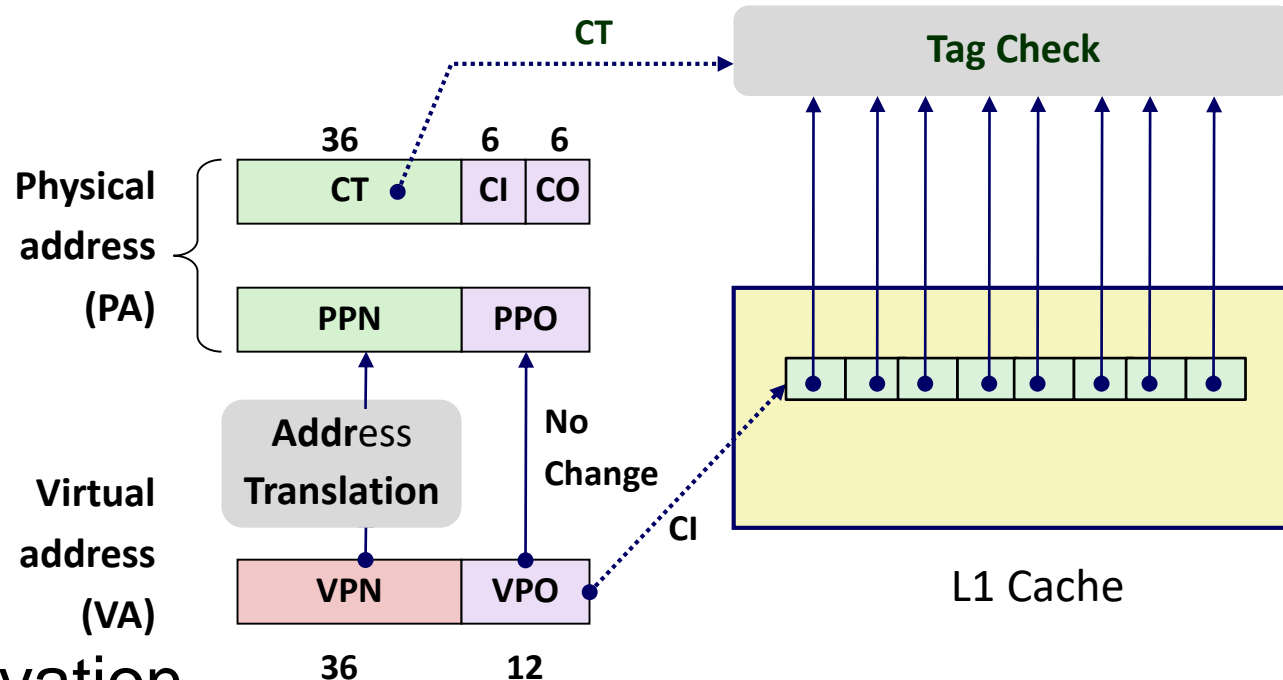 CT
Tag Check
36 6 6
Physical
address
(PA)
CT CI CO
PPN PPO
Address
Translation
No
Change
Virtual
address
(VA)
CI
VPN VPO
L1 Cache
36 12